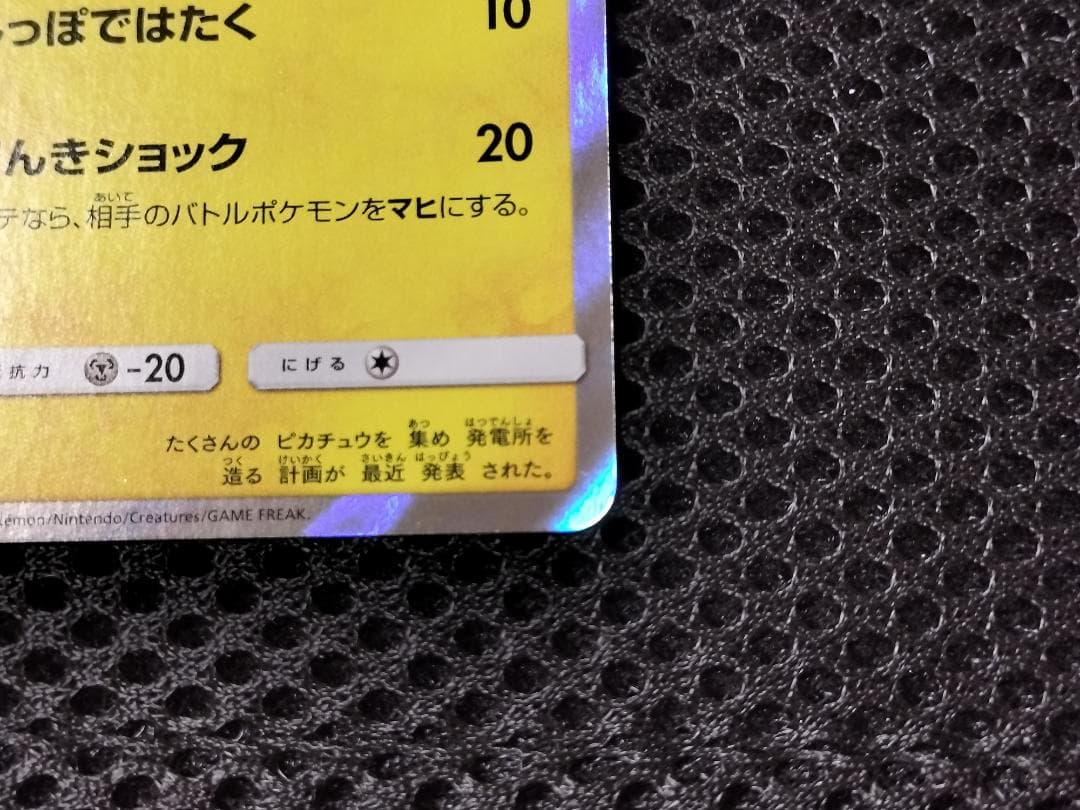 っぽではたく 10
んきショック 20
テなら、相手のバトルポケモンをマヒにする。
抗力 -20 にげる
たくさんの ピカチュウを 集め 発電所を
造る 計画が 最近 発表 された。
émon/Nintendo/Creatures/GAME FREAK.